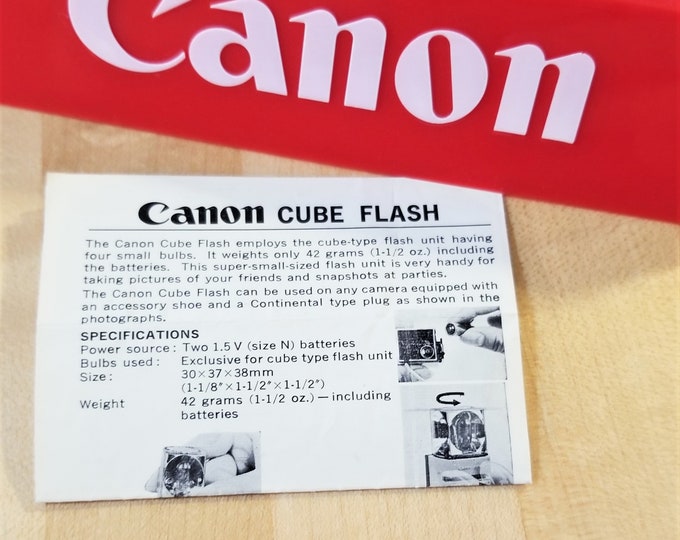 Canon
Canon CUBE FLASH
The Canon Cube Flash employs the cube-type flash unit having
four small bulbs. It weights only 42 grams (1-1/2 oz.) including
the batteries. This super-small-sized flash unit is very handy for
taking pictures of your friends and snapshots at parties.
The Canon Cube Flash can be used on any camera equipped with
an accessory shoe and a Continental type plug as shown in the
photographs.
SPECIFICATIONS
Power source : Two 1.5 V (size N) batteries
Bulbs used : Exclusive for cube type flash unit
Size : 30×37×38mm
(1-1/8″×1-1/2″×1-1/2″)
Weight 42 grams (1-1/2 oz.) — including
batteries